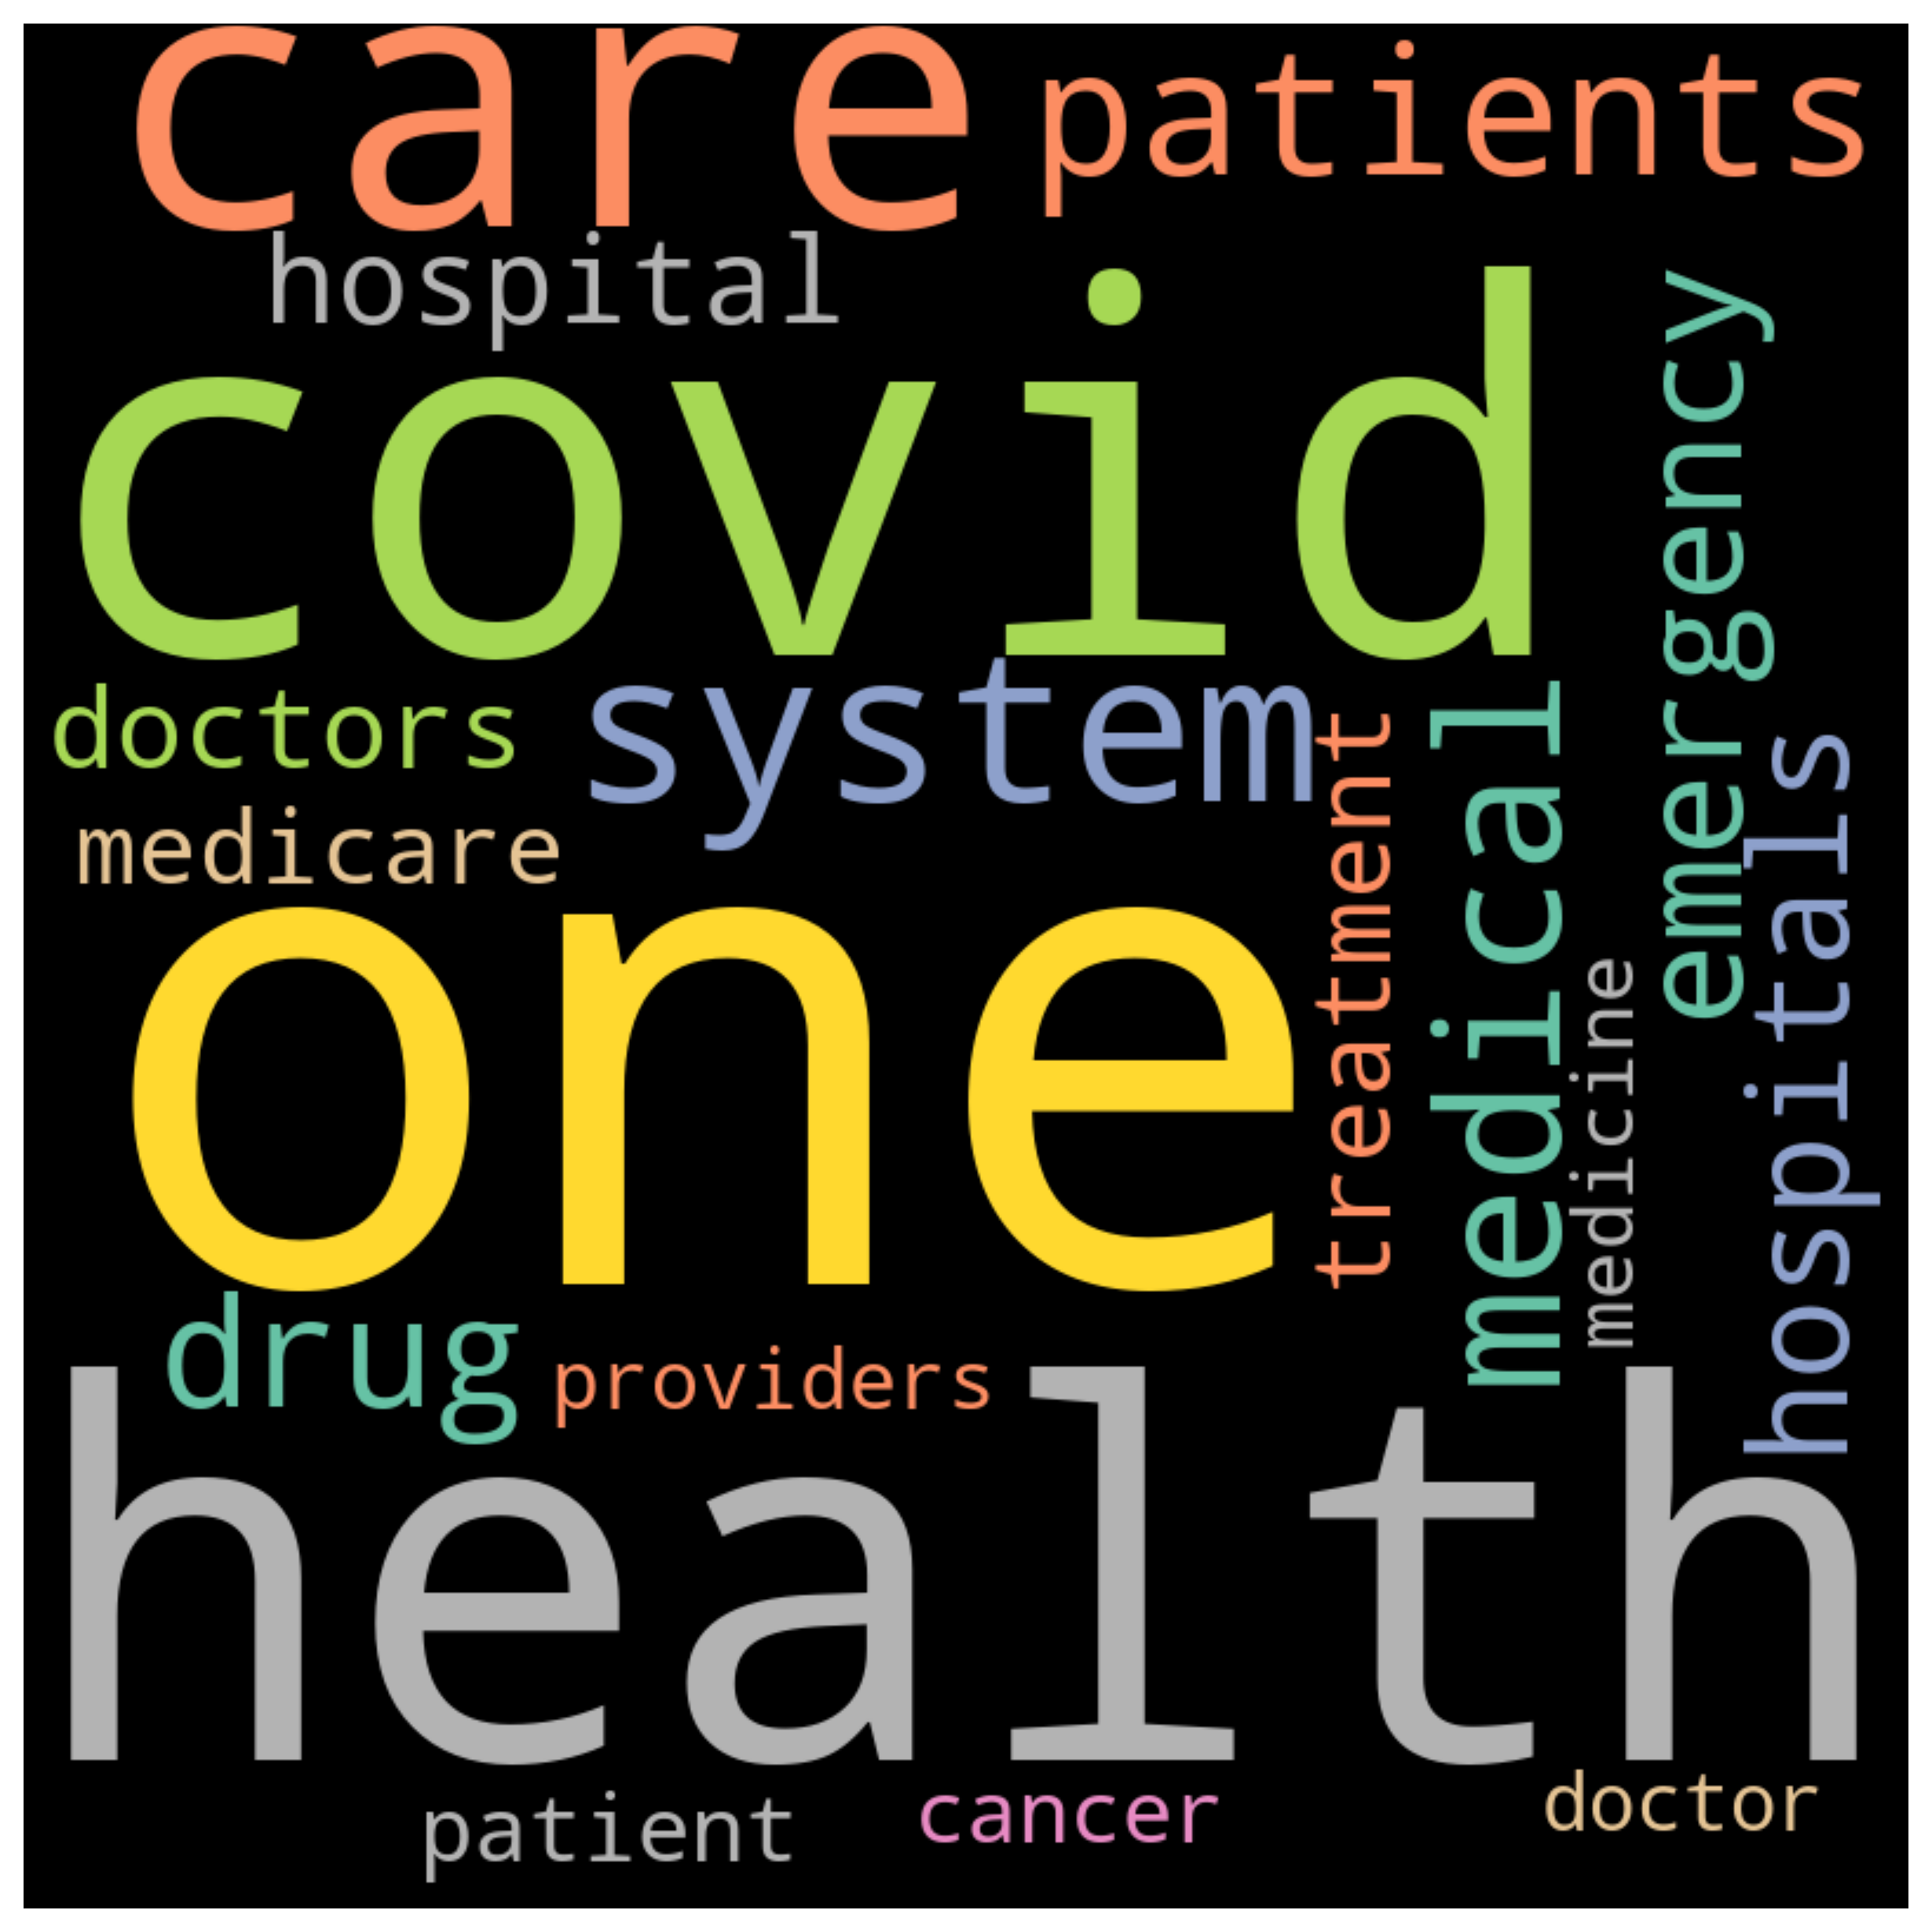 care
patients
hospital
covid
emergency
doctors
system
medicare
treatment
medical
hospitals
one
medicine
drug
providers
health
patient
cancer
doctor